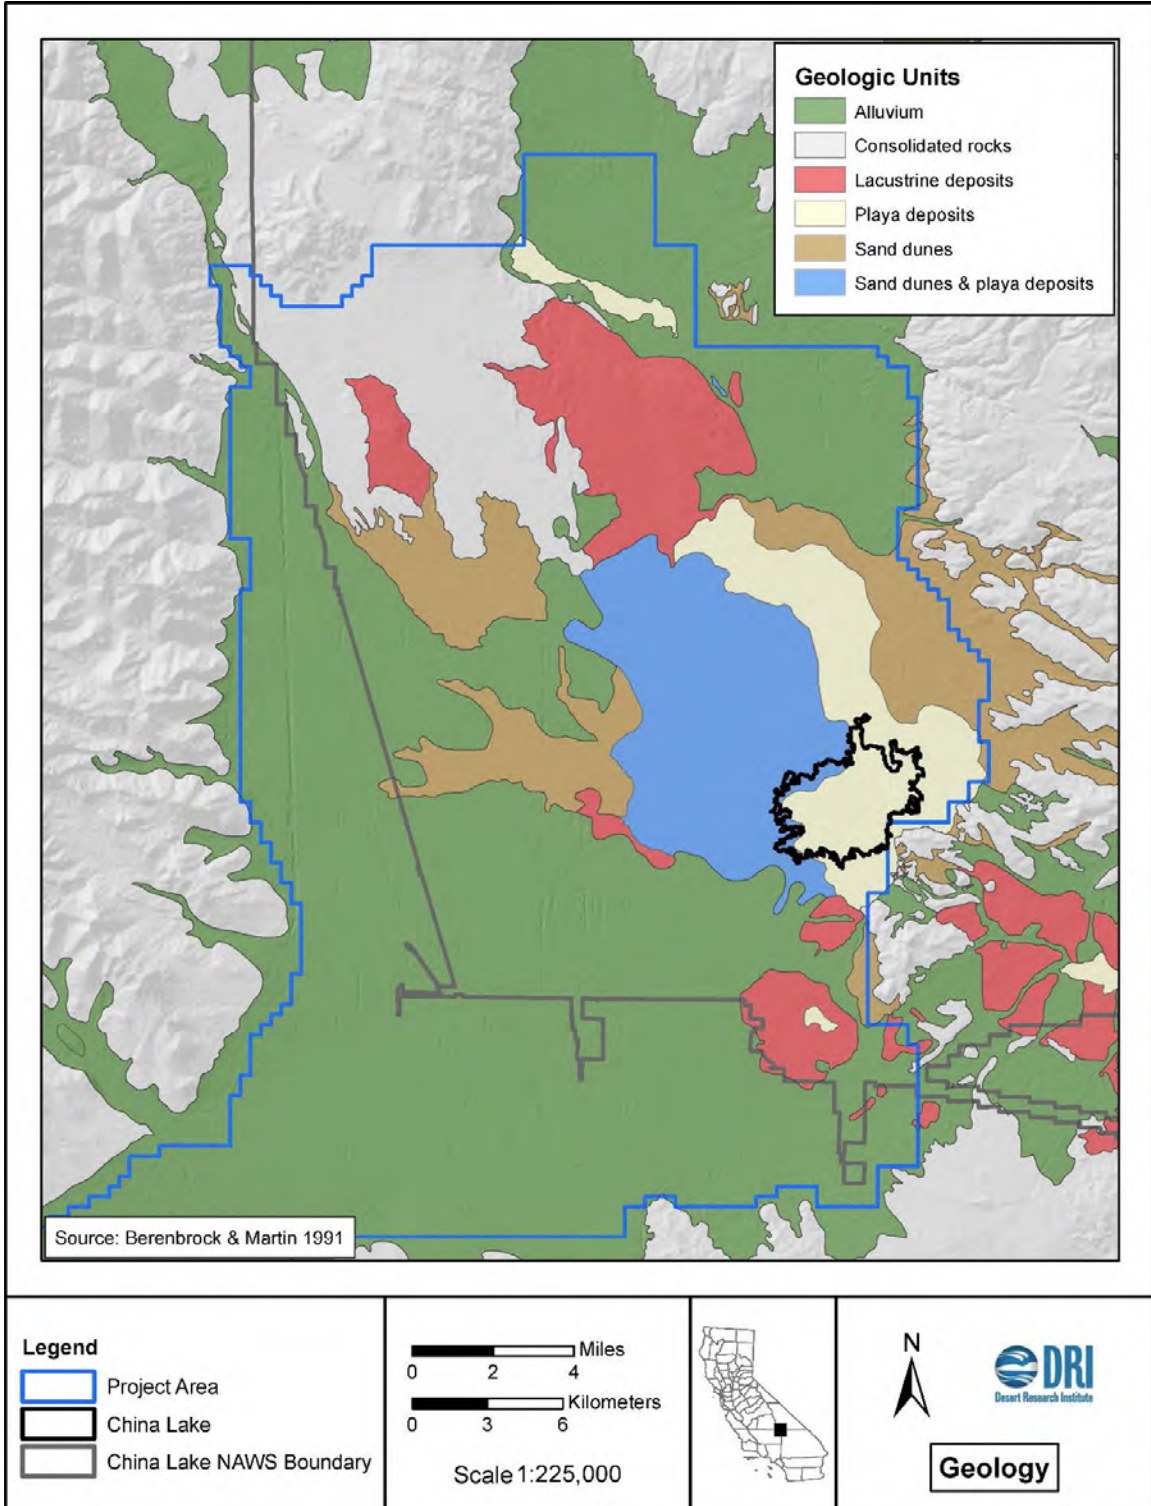 Geologic Units
Alluvium
Consolidated rocks
Lacustrine deposits
Playa deposits
Sand dunes
Sand dunes & playa deposits
Source: Berenbrock & Martin 1991
Legend
Project Area
China Lake
China Lake NAWS Boundary
Miles
0 2 4
Kilometers
0 3 6
Scale 1:225,000
N
DRI
Desert Research Institute
Geology